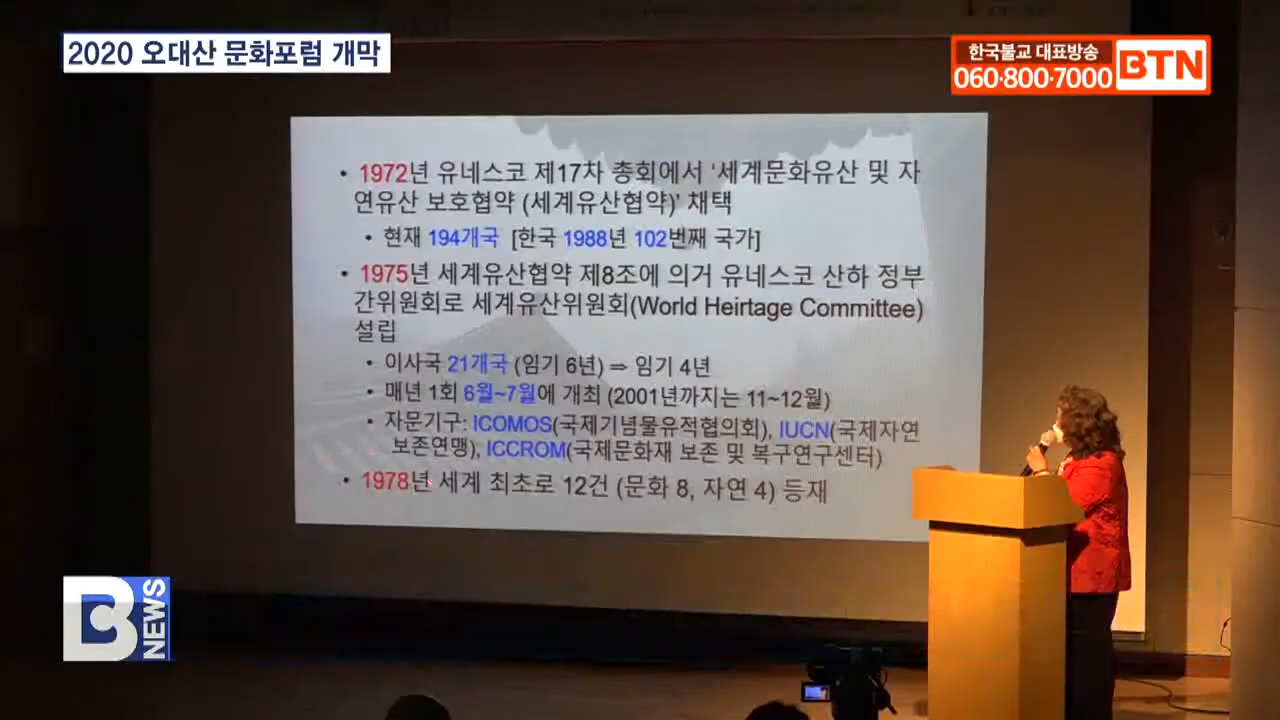 2020 오대산 문화포럼 개막
한국불교 대표방송
060·800·7000
BTN
• 1972년 유네스코 제17차 총회에서 '세계문화유산 및 자
연유산 보호협약 (세계유산협약)' 채택
• 현재 194개국 [한국 1988년 102번째 국가]
• 1975년 세계유산협약 제8조에 의거 유네스코 산하 정부
간위원회로 세계유산위원회(World Heirtage Committee)
설립
• 이사국 21개국 (임기 6년) ⇒ 임기 4년
• 매년 1회 6월~7월에 개최 (2001년까지는 11~12월)
• 자문기구: ICOMOS(국제기념물유적협의회), IUCN(국제자연
보존연맹), ICCROM(국제문화재 보존 및 복구연구센터)
• 1978년 세계 최초로 12건 (문화 8, 자연 4) 등재
B NEWS